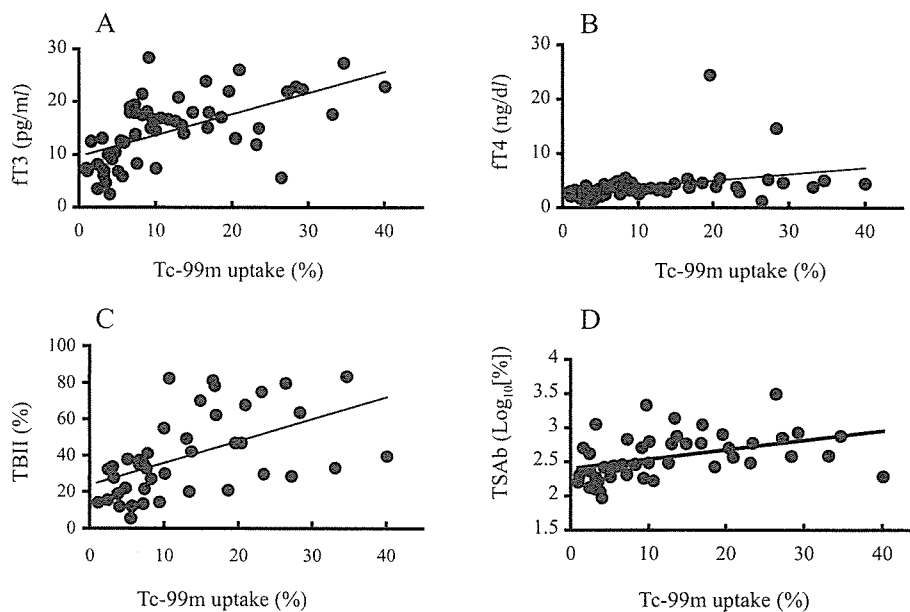 A
30
20
10
0
fT3 (pg/ml)
0 10 20 30 40
Tc-99m uptake (%)
B
30
20
10
0
fT4 (ng/dl)
0 10 20 30 40
Tc-99m uptake (%)
C
100
80
60
40
20
0
TBII (%)
0 10 20 30 40
Tc-99m uptake (%)
D
4
3.5
3
2.5
2
1.5
TSAb (Log10[%])
0 10 20 30 40
Tc-99m uptake (%)